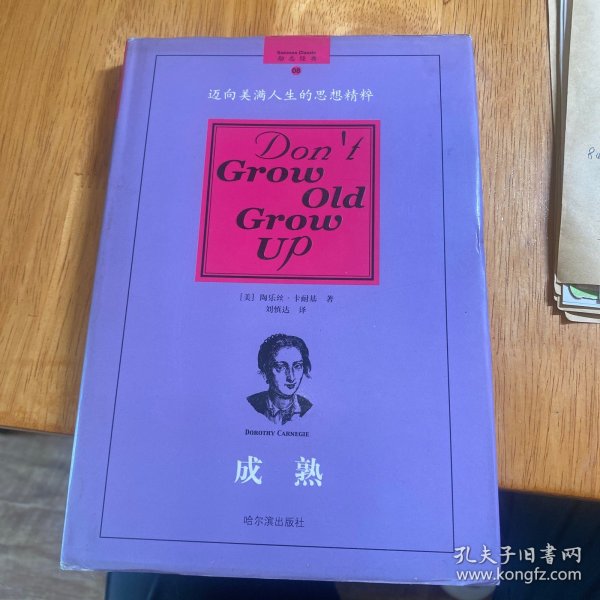 Business Classic
励志经典
08
迈向美满人生的思想精粹
Don't
Grow
Old
Grow
Up
[美] 陶乐丝·卡耐基 著
刘慎达 译
DOROTHY CARNEGIE
成熟
哈尔滨出版社
孔夫子旧书网
www.kongfz.com